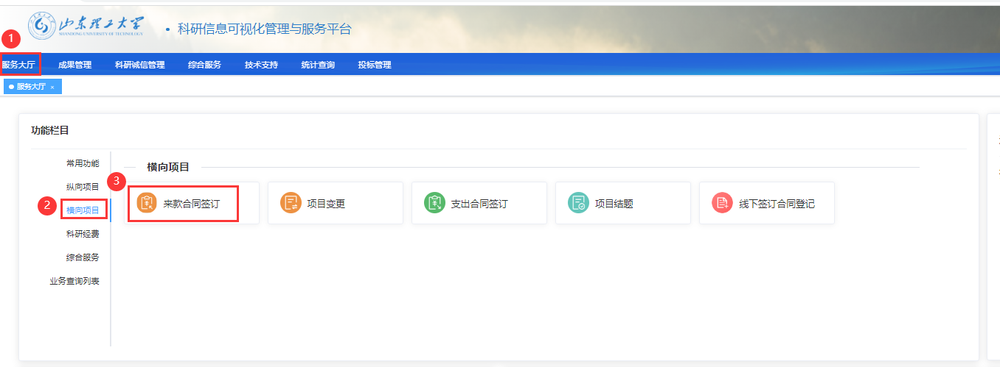 山东理工大学
SHANDONG UNIVERSITY OF TECHNOLOGY
• 科研信息可视化管理与服务平台
1
服务大厅 成果管理 科研诚信管理 综合服务 技术支持 统计查询 投标管理
服务大厅 ×
功能栏目
常用功能
横向项目
纵向项目
3
2
横向项目
来款合同签订 项目变更 支出合同签订 项目结题 线下签订合同登记
科研经费
综合服务
业务查询列表